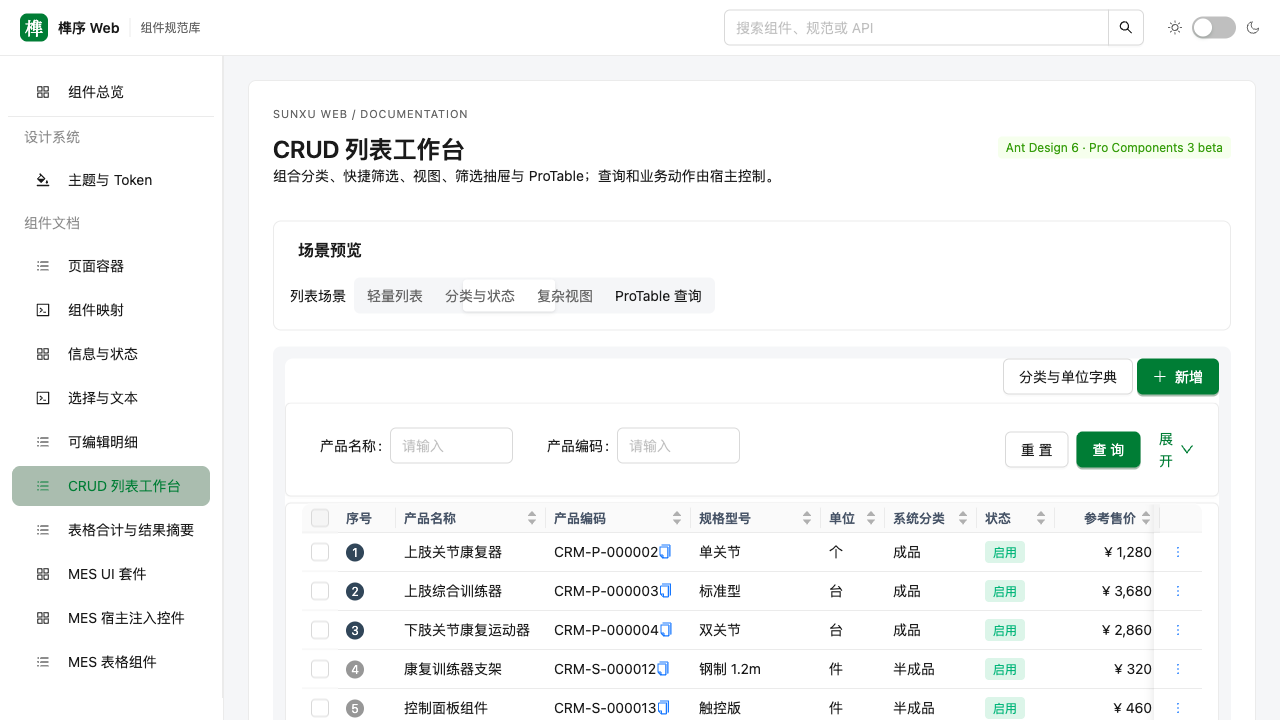 榫 榫序 Web 组件规范库 搜索组件、规范或 API
组件总览
设计系统
主题与 Token
组件文档
页面容器
组件映射
信息与状态
选择与文本
可编辑明细
CRUD 列表工作台
表格合计与结果摘要
MES UI 套件
MES 宿主注入控件
MES 表格组件
SUNXU WEB / DOCUMENTATION
CRUD 列表工作台
Ant Design 6 · Pro Components 3 beta
组合分类、快捷筛选、视图、筛选抽屉与 ProTable；查询和业务动作由宿主控制。
场景预览
列表场景 轻量列表 分类与状态 复杂视图 ProTable 查询
分类与单位字典 新增
产品名称: 请输入 产品编码: 请输入 重 置 查 询 展开
序号 产品名称 产品编码 规格型号 单位 系统分类 状态 参考售价
1 上肢关节康复器 CRM-P-000002 单关节 个 成品 启用 ¥ 1,280
2 上肢综合训练器 CRM-P-000003 标准型 台 成品 启用 ¥ 3,680
3 下肢关节康复运动器 CRM-P-000004 双关节 台 成品 启用 ¥ 2,860
4 康复训练器支架 CRM-S-000012 钢制 1.2m 件 半成品 启用 ¥ 320
5 控制面板组件 CRM-S-000013 触控版 件 半成品 启用 ¥ 460